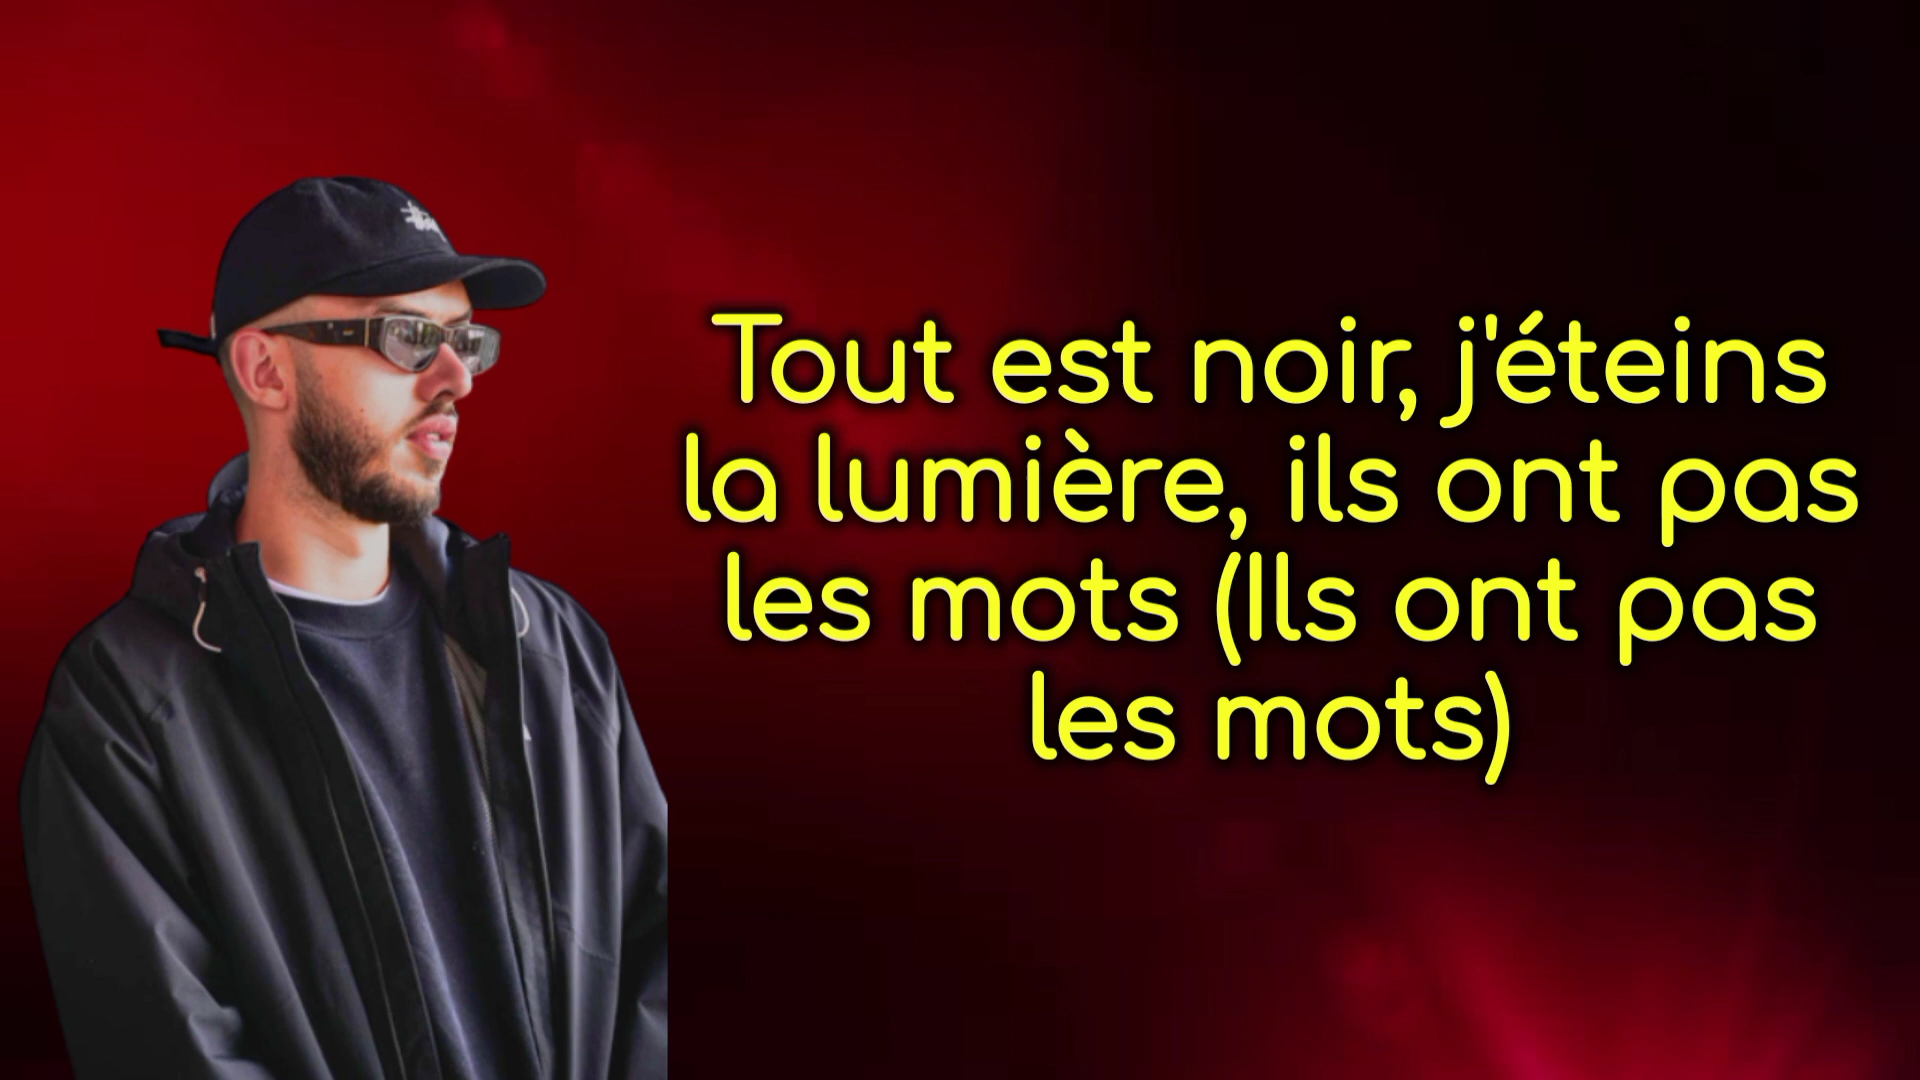 Tout est noir, j'éteins
la lumière, ils ont pas
les mots (Ils ont pas
les mots)